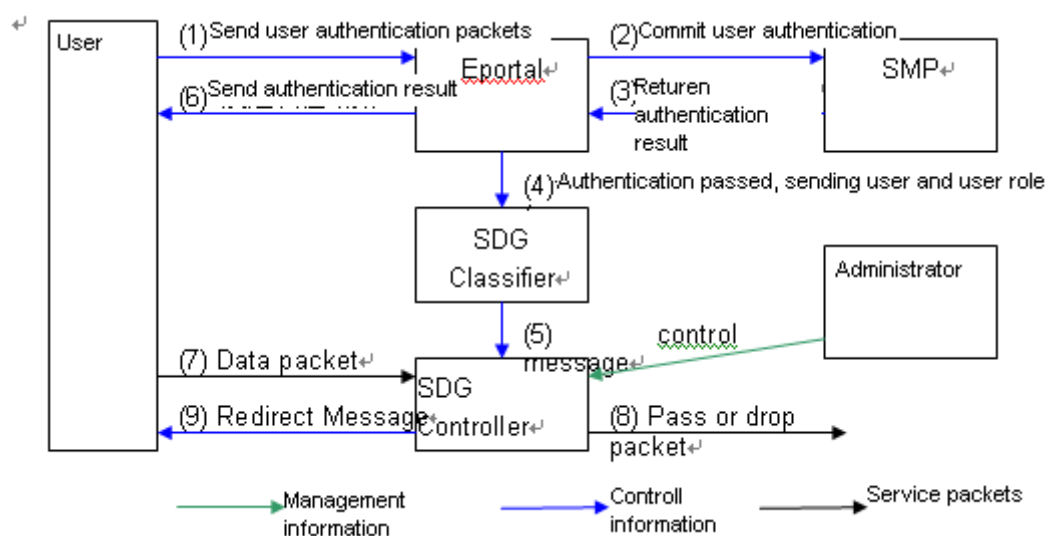 User
(1) Send user authentication packets
(2) Commit user authentication
Eportal
SMP
(6) Send authentication result
(3) Returen
authentication
result
(4) Authentication passed, sending user and user role
SDG
Classifier
Administrator
(5)
message
control
(7) Data packet
SDG
Controller
(9) Redirect Message
(8) Pass or drop
packet
Management
information
Controll
information
Service packets